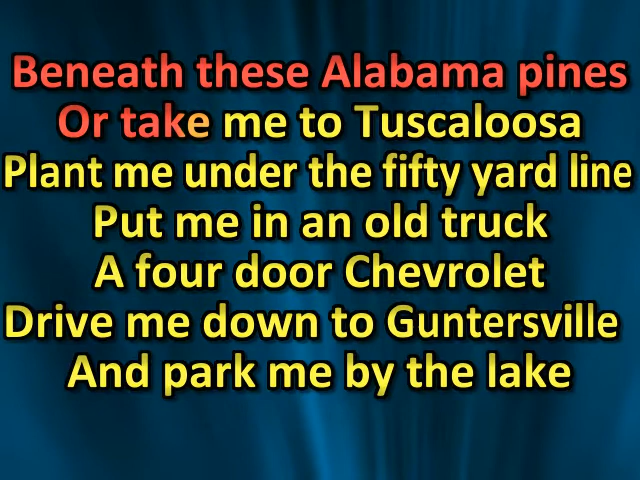 Beneath these Alabama pines
Or take me to Tuscaloosa
Plant me under the fifty yard line
Put me in an old truck
A four door Chevrolet
Drive me down to Guntersville
And park me by the lake